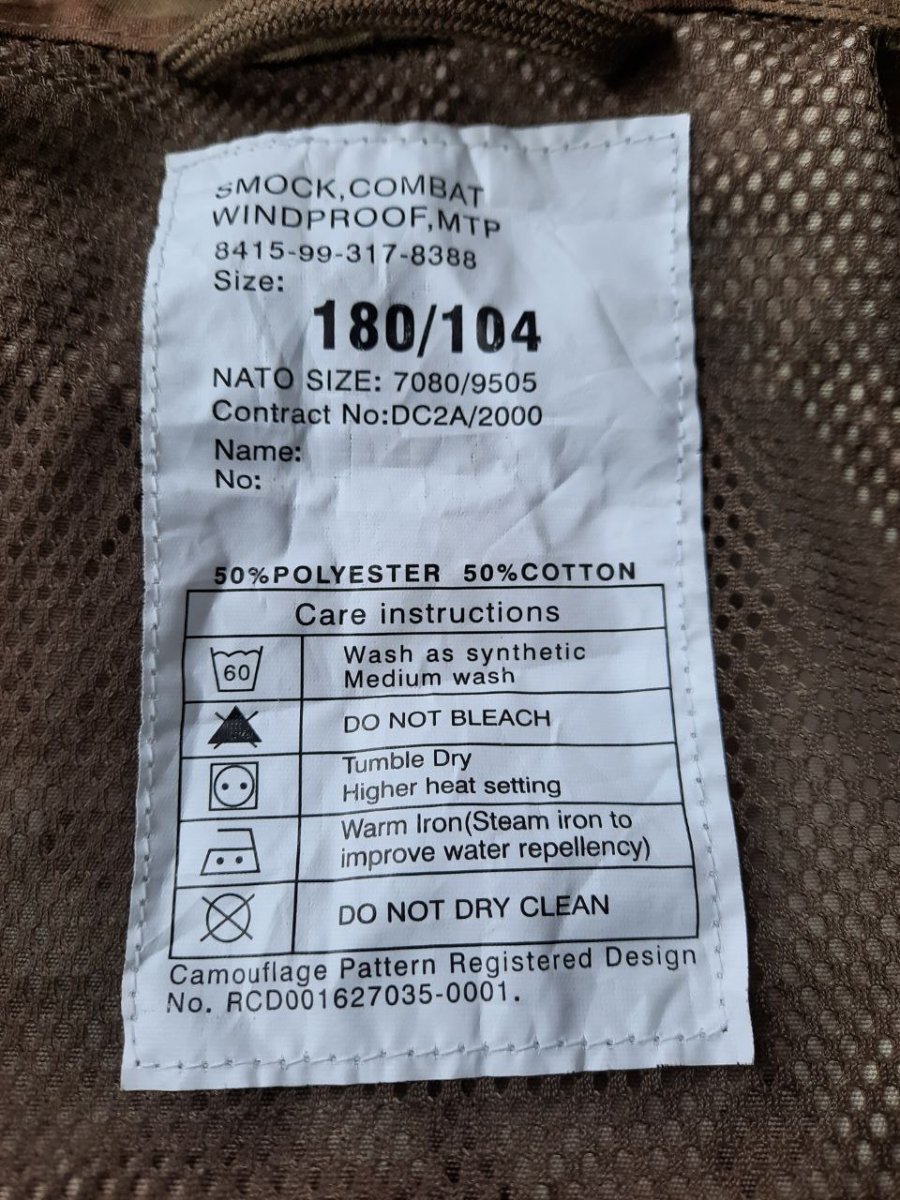 SMOCK,COMBAT
WINDPROOF,MTP
8415-99-317-8388
Size:
180/104
NATO SIZE: 7080/9505
Contract No:DC2A/2000
Name:
No:
50%POLYESTER 50%COTTON
Care instructions
60
Wash as synthetic
Medium wash
DO NOT BLEACH
Tumble Dry
Higher heat setting
Warm Iron(Steam iron to
improve water repellency)
DO NOT DRY CLEAN
Camouflage Pattern Registered Design
No. RCD001627035-0001.